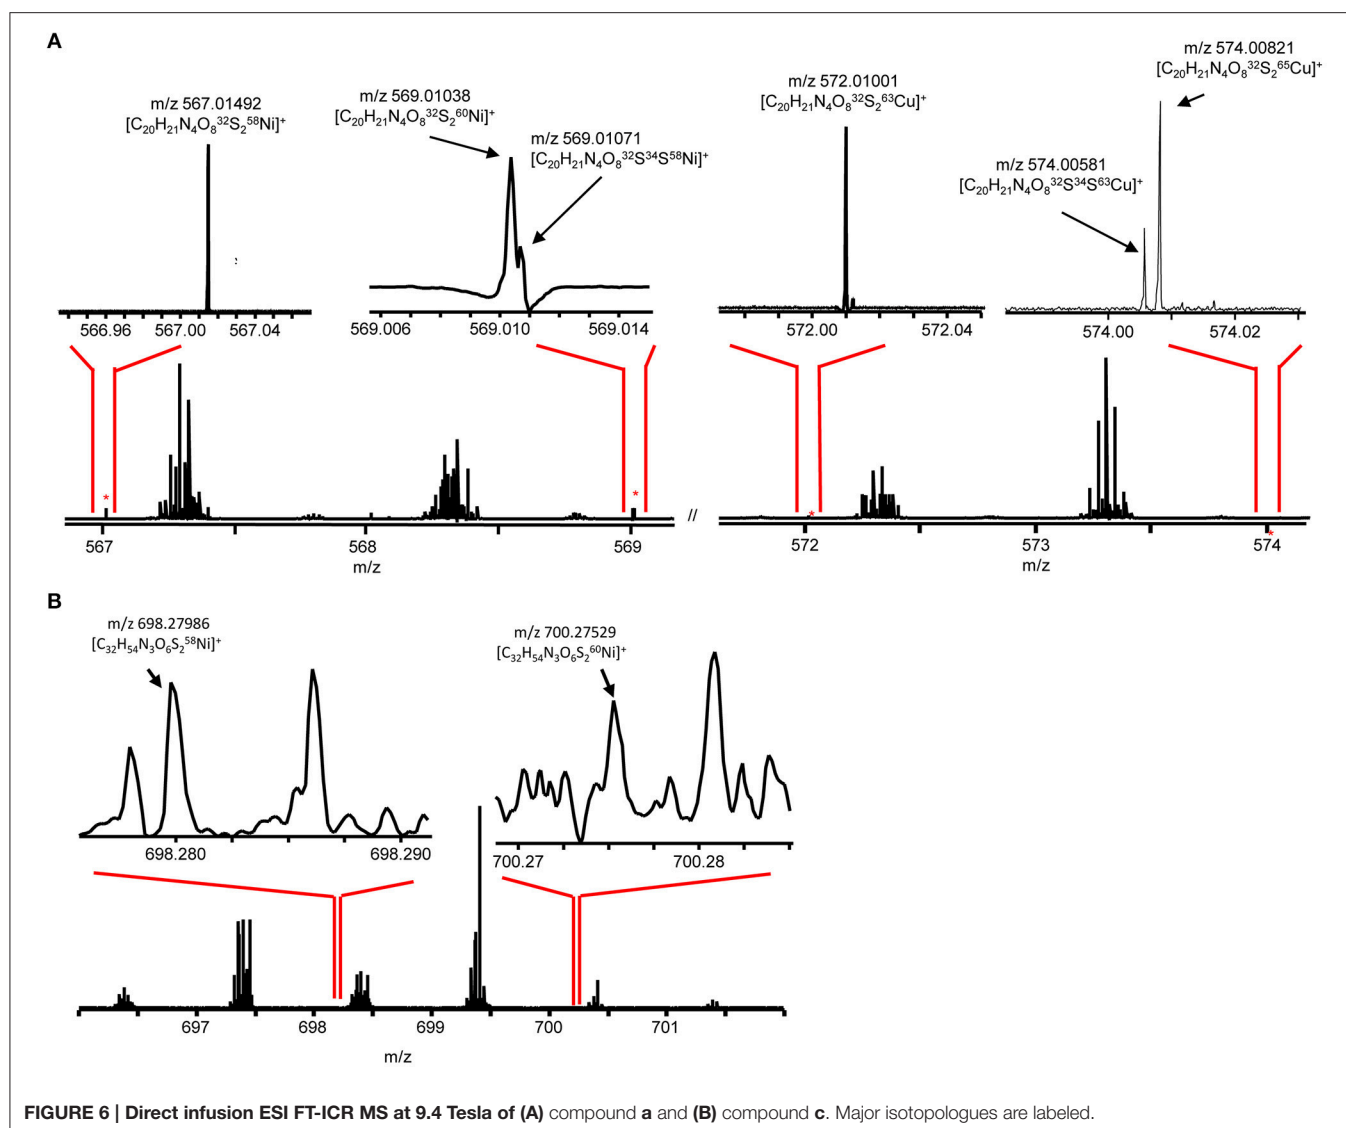 A
m/z 567.01492
[C₂₀H₂₁N₄O₈³²S₂⁵⁸Ni]⁺
m/z 569.01038
[C₂₀H₂₁N₄O₈³²S₂⁶⁰Ni]⁺
m/z 569.01071
[C₂₀H₂₁N₄O₈³²S³⁴S⁵⁸Ni]⁺
m/z 572.01001
[C₂₀H₂₁N₄O₈³²S₂⁶³Cu]⁺
m/z 574.00821
[C₂₀H₂₁N₄O₈³²S₂⁶⁵Cu]⁺
m/z 574.00581
[C₂₀H₂₁N₄O₈³²S³⁴S⁶³Cu]⁺
566.96 567.00 567.04
569.006 569.010 569.014
572.00 572.04
574.00 574.02
* * * *
567 568 569 // 572 573 574
m/z m/z
B
m/z 698.27986
[C₃₂H₅₄N₃O₆S₂⁵⁸Ni]⁺
m/z 700.27529
[C₃₂H₅₄N₃O₆S₂⁶⁰Ni]⁺
698.280 698.290
700.27 700.28
697 698 699 700 701
m/z
FIGURE 6 | Direct infusion ESI FT-ICR MS at 9.4 Tesla of (A) compound a and (B) compound c. Major isotopologues are labeled.